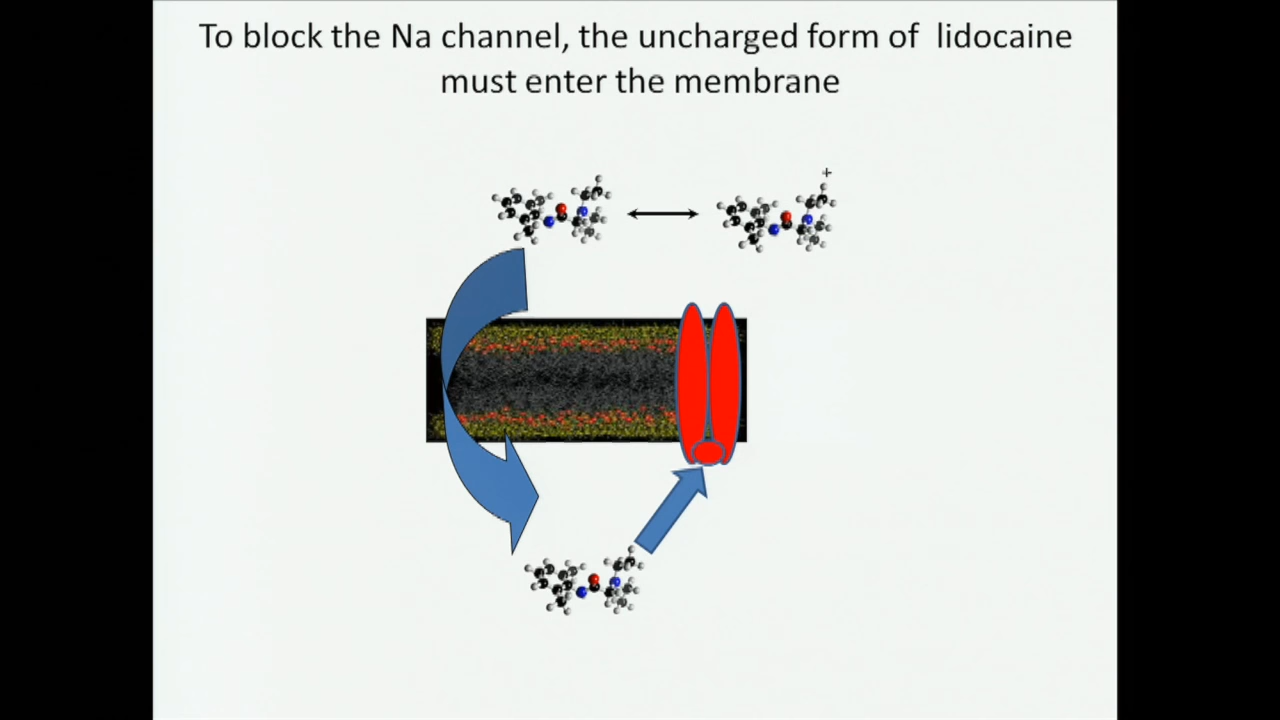 To block the Na channel, the uncharged form of lidocaine
must enter the membrane
+